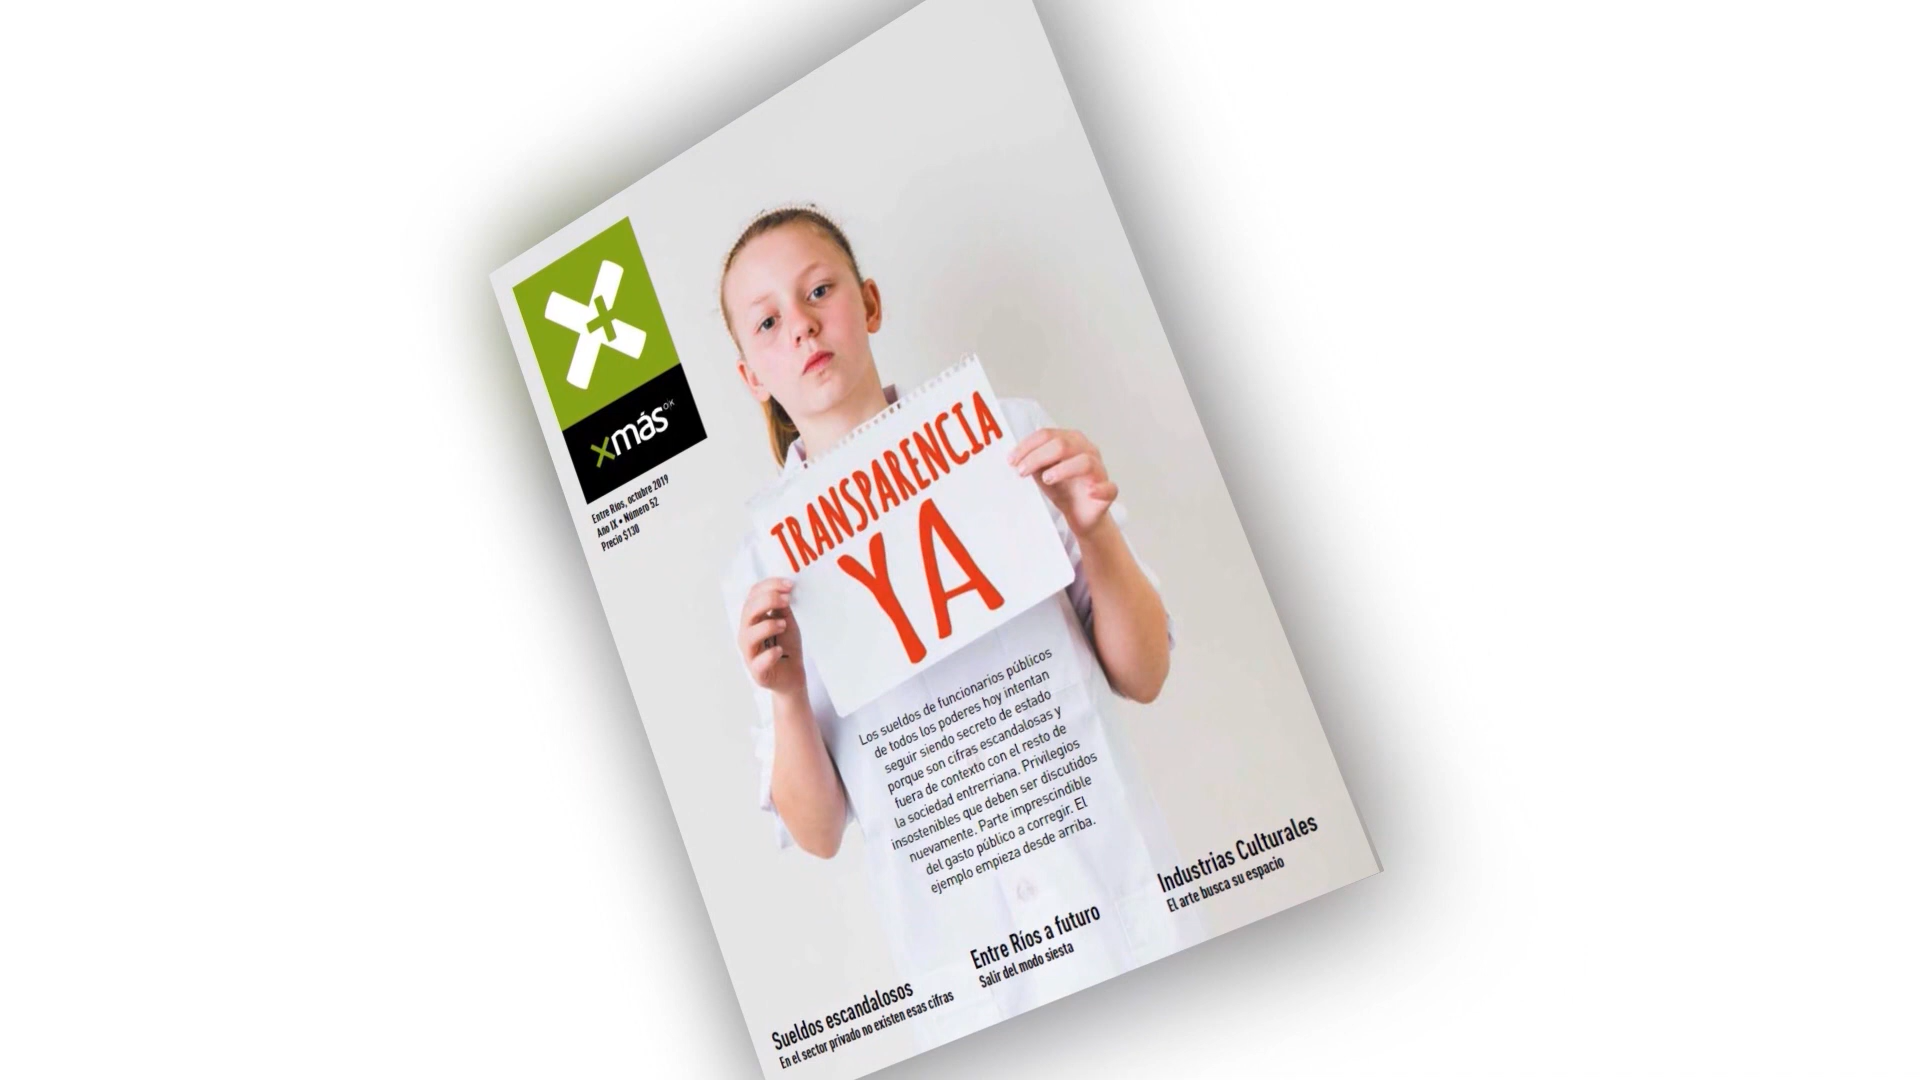 X+
xmás OK
Entre Ríos, octubre 2019
Año IX • Número 52
Precio $130
TRANSPARENCIA
YA
Los sueldos de funcionarios públicos
de todos los poderes hoy intentan
seguir siendo secreto de estado
porque son cifras escandalosas y
fuera de contexto con el resto de
la sociedad entrerriana. Privilegios
insostenibles que deben ser discutidos
nuevamente. Parte imprescindible
del gasto público a corregir. El
ejemplo empieza desde arriba.
Sueldos escandalosos
En el sector privado no existen esas cifras
Entre Ríos a futuro
Salir del modo siesta
Industrias Culturales
El arte busca su espacio